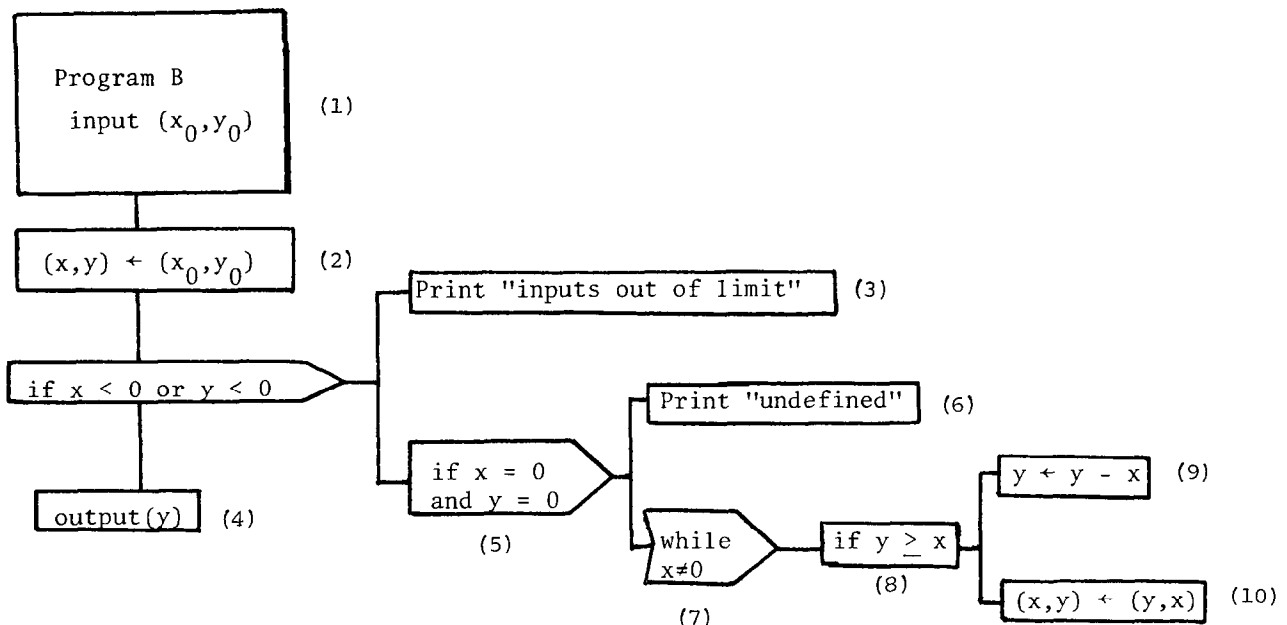 Program B
input (x₀,y₀)
(1)
(x,y) ← (x₀,y₀)
(2)
Print "inputs out of limit"
(3)
if x < 0 or y < 0
Print "undefined"
(6)
if x = 0
and y = 0
(5)
y ← y - x
(9)
output(y)
(4)
while
x≠0
(7)
if y ≥ x
(8)
(x,y) ← (y,x)
(10)